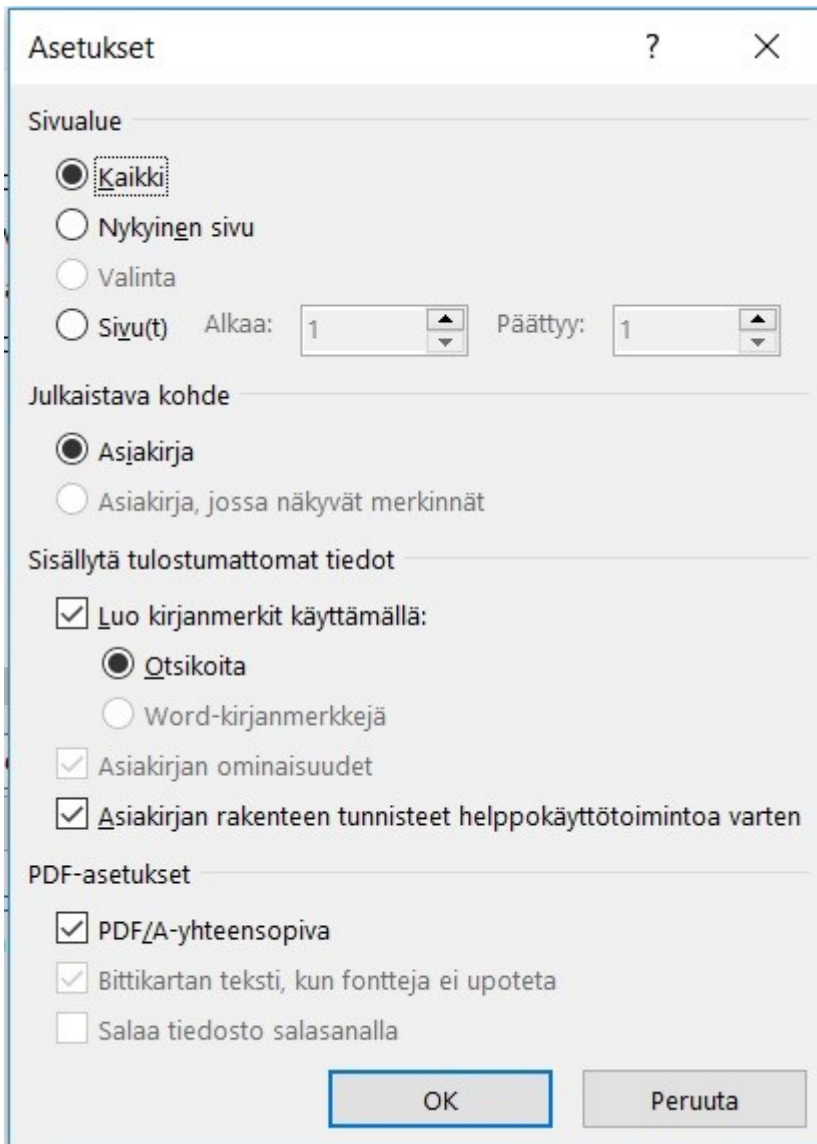 Asetukset ?
Sivualue
Kaikki
Nykyinen sivu
Valinta
Sivu(t) Alkaa: 1 Päättyy: 1
Julkaistava kohde
Asiakirja
Asiakirja, jossa näkyvät merkinnät
Sisällytä tulostumattomat tiedot
Luo kirjanmerkit käyttämällä:
Otsikoita
Word-kirjanmerkkejä
Asiakirjan ominaisuudet
Asiakirjan rakenteen tunnisteet helppokäyttötoimintoa varten
PDF-asetukset
PDF/A-yhteensopiva
Bittikartan teksti, kun fontteja ei upoteta
Salaa tiedosto salasanalla
OK Peruuta